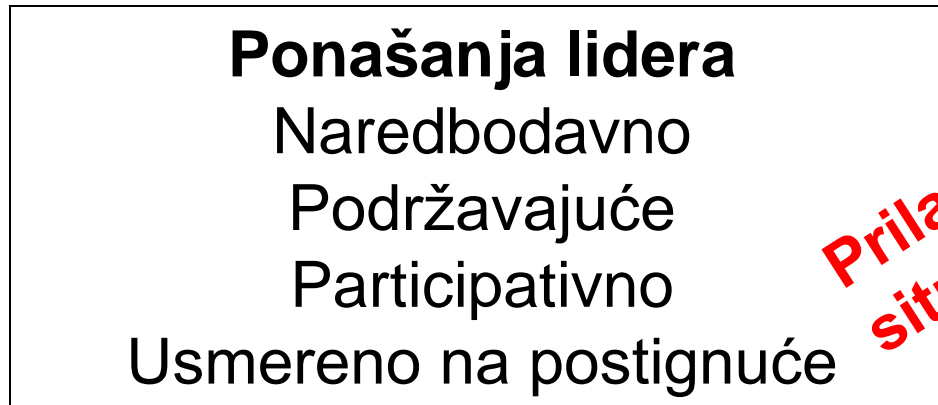 Ponašanja lidera
Naredbodavno
Podržavajuće
Participativno
Usmereno na postignuće